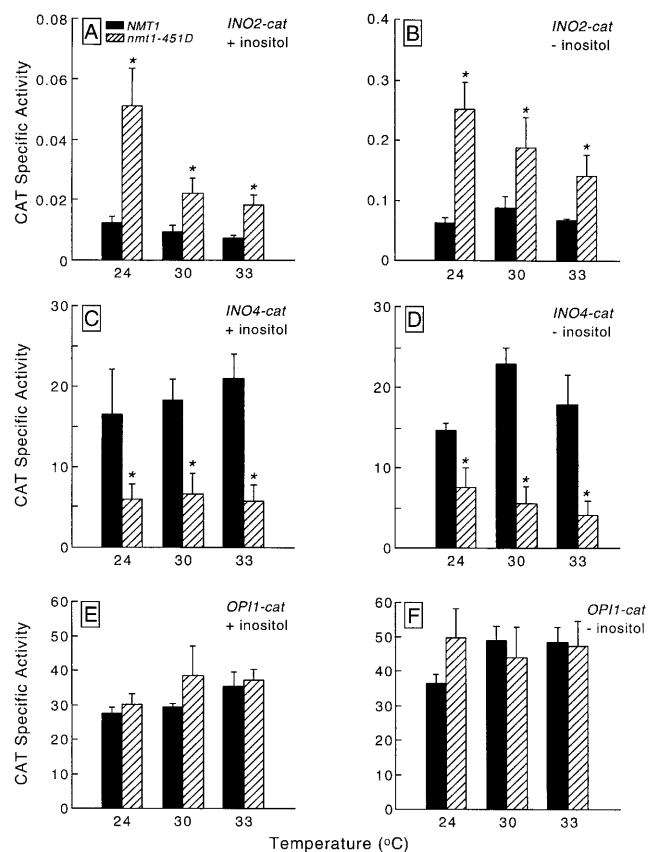 A
NMT1
nmt1-451D
INO2-cat
+ inositol
CAT Specific Activity
0.08
0.06
0.04
0.02
0
*
*
*
24
30
33
B
INO2-cat
- inositol
0.4
0.3
0.2
0.1
0
*
*
*
24
30
33
C
INO4-cat
+ inositol
CAT Specific Activity
30
20
10
0
*
*
*
24
30
33
D
INO4-cat
- inositol
30
20
10
0
*
*
*
24
30
33
E
OPI1-cat
+ inositol
CAT Specific Activity
60
50
40
30
20
10
0
24
30
33
F
OPI1-cat
- inositol
60
50
40
30
20
10
0
24
30
33
Temperature (ºC)